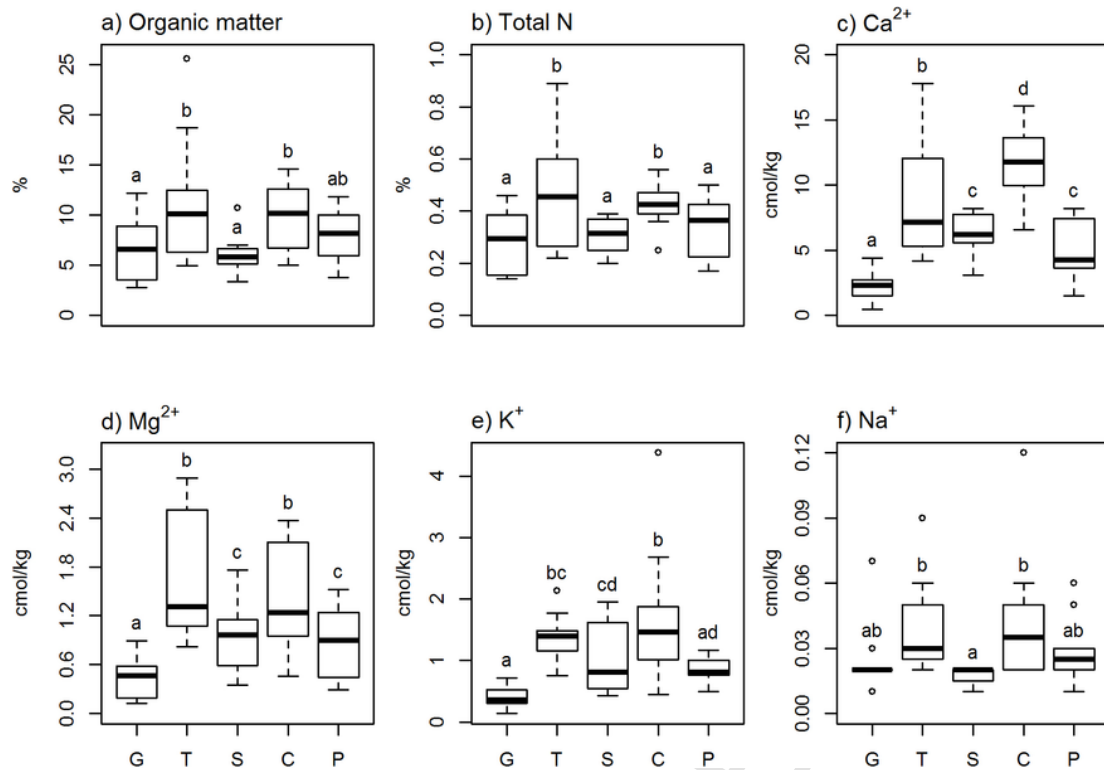 a) Organic matter
b) Total N
c) Ca2+
25
20
15
10
5
0
%
a
b
a
b
ab
1.0
0.8
0.6
0.4
0.2
0.0
%
a
b
a
b
a
20
15
10
5
0
cmol/kg
a
b
c
d
c
d) Mg2+
e) K+
f) Na+
3.0
2.4
1.8
1.2
0.6
0.0
cmol/kg
a
b
c
b
c
G T S C P
4
3
2
1
0
cmol/kg
a
bc
cd
b
ad
G T S C P
0.12
0.09
0.06
0.03
0.00
cmol/kg
ab
b
a
b
ab
G T S C P